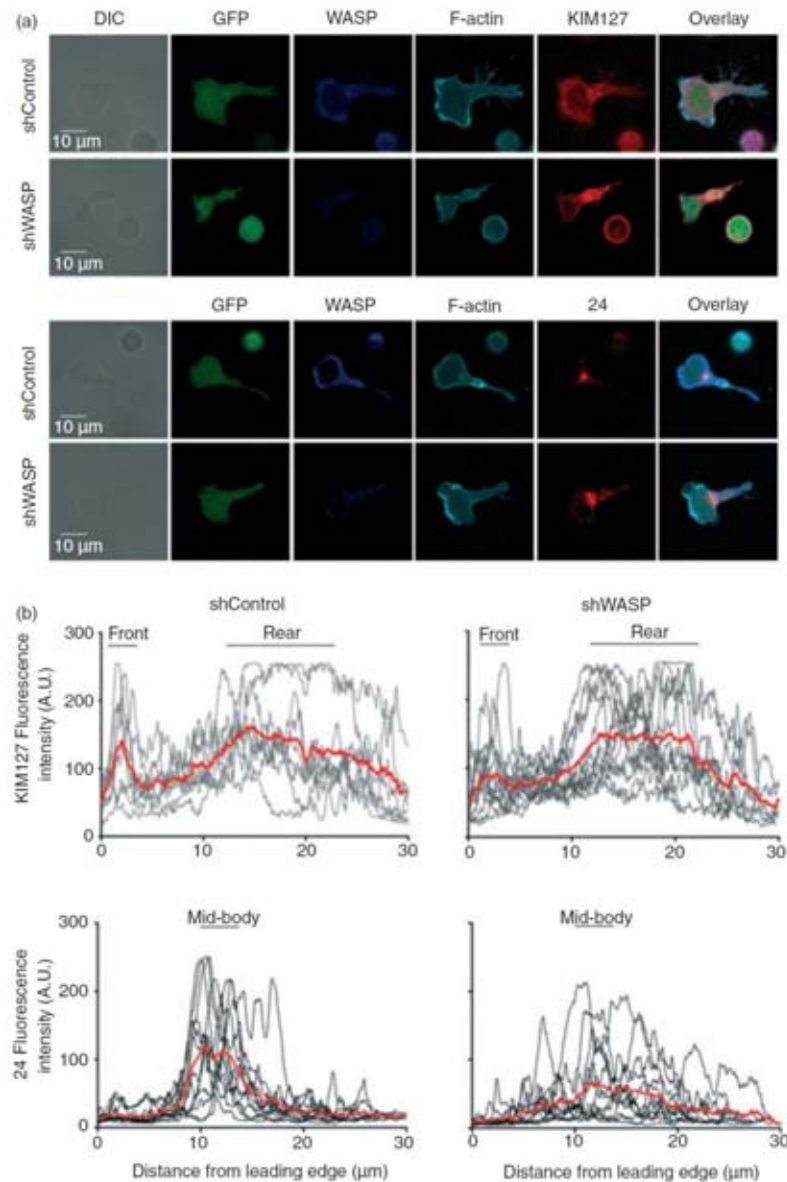 (a)
DIC GFP WASP F-actin KIM127 Overlay
shControl
10 µm
shWASP
10 µm
GFP WASP F-actin 24 Overlay
shControl
10 µm
shWASP
10 µm
(b)
shControl shWASP
KIM127 Fluorescence
intensity (A.U.)
300
200
100
0
Front Rear
0 10 20 30
300
200
100
0
Front Rear
0 10 20 30
24 Fluorescence
intensity (A.U.)
300
200
100
0
Mid-body
0 10 20 30
Distance from leading edge (µm)
300
200
100
0
Mid-body
0 10 20 30
Distance from leading edge (µm)